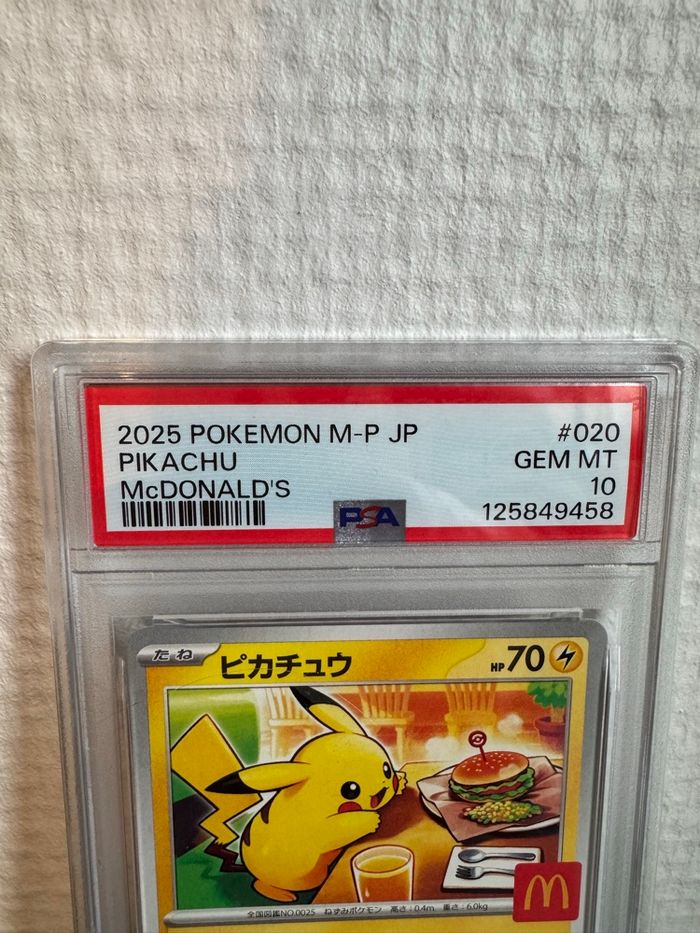 2025 POKEMON M-P JP #020
PIKACHU GEM MT
McDONALD'S 10
PSA 125849458
たね ピカチュウ HP70
全国図鑑NO.0025 ねずみポケモン 高さ:0.4m 重さ:6.0kg
M